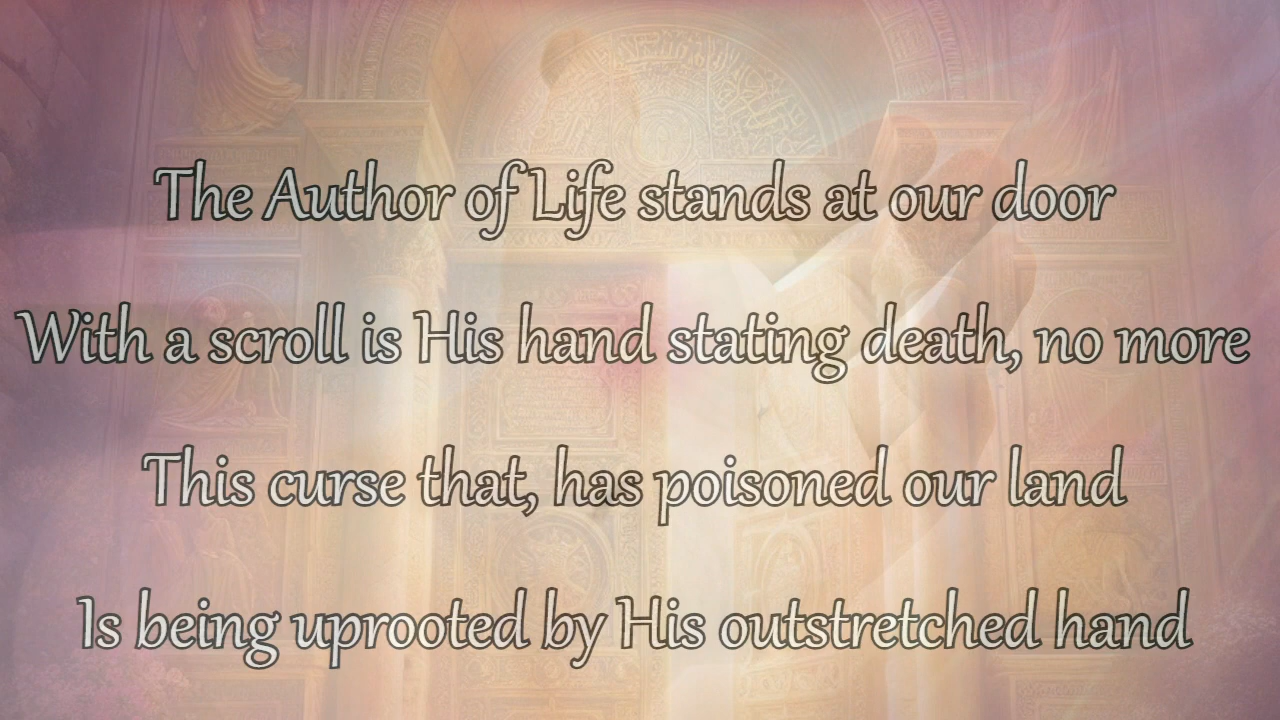 The Author of Life stands at our door
With a scroll is His hand stating death, no more
This curse that, has poisoned our land
Is being uprooted by His outstretched hand